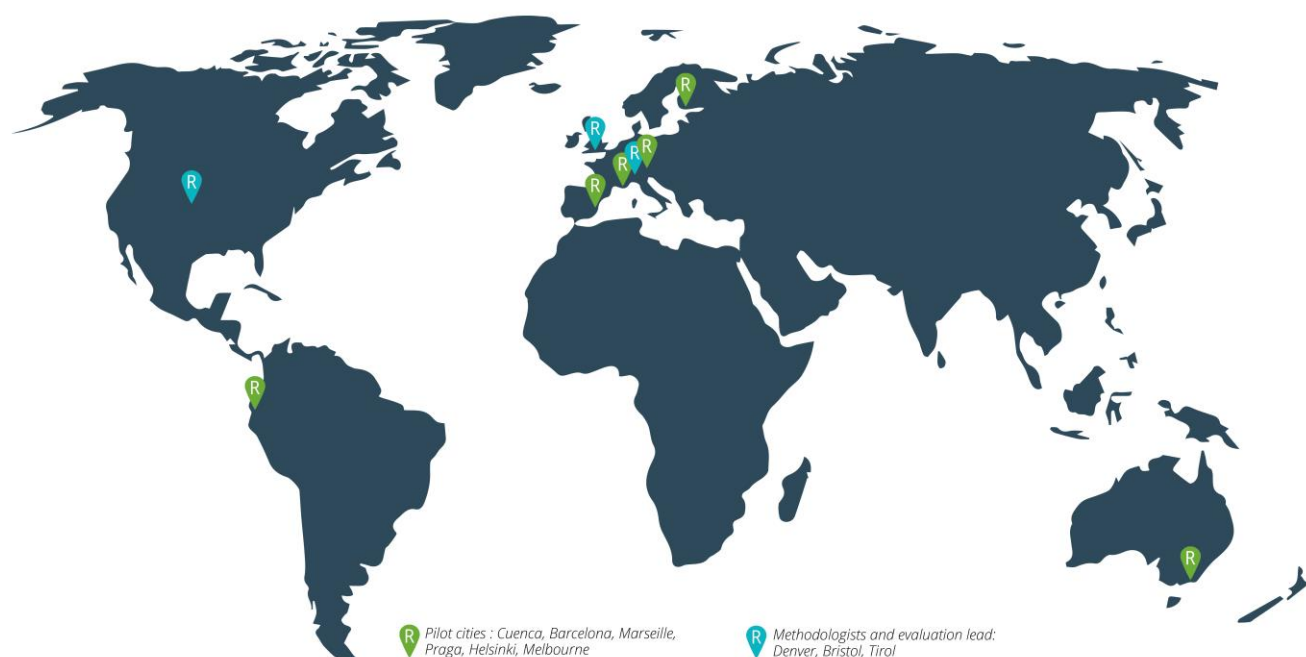 R
R
R
R
R
R
R
R
R
R Pilot cities : Cuenca, Barcelona, Marseille,
Praga, Helsinki, Melbourne
R Methodologists and evaluation lead:
Denver, Bristol, Tirol